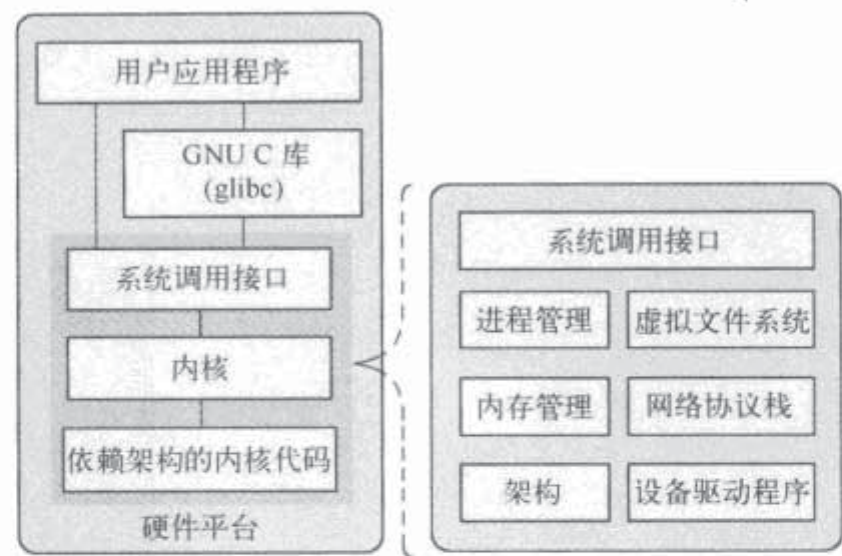 用户应用程序
GNU C 库
(glibc)
系统调用接口
内核
依赖架构的内核代码
硬件平台
系统调用接口
进程管理
虚拟文件系统
内存管理
网络协议栈
架构
设备驱动程序